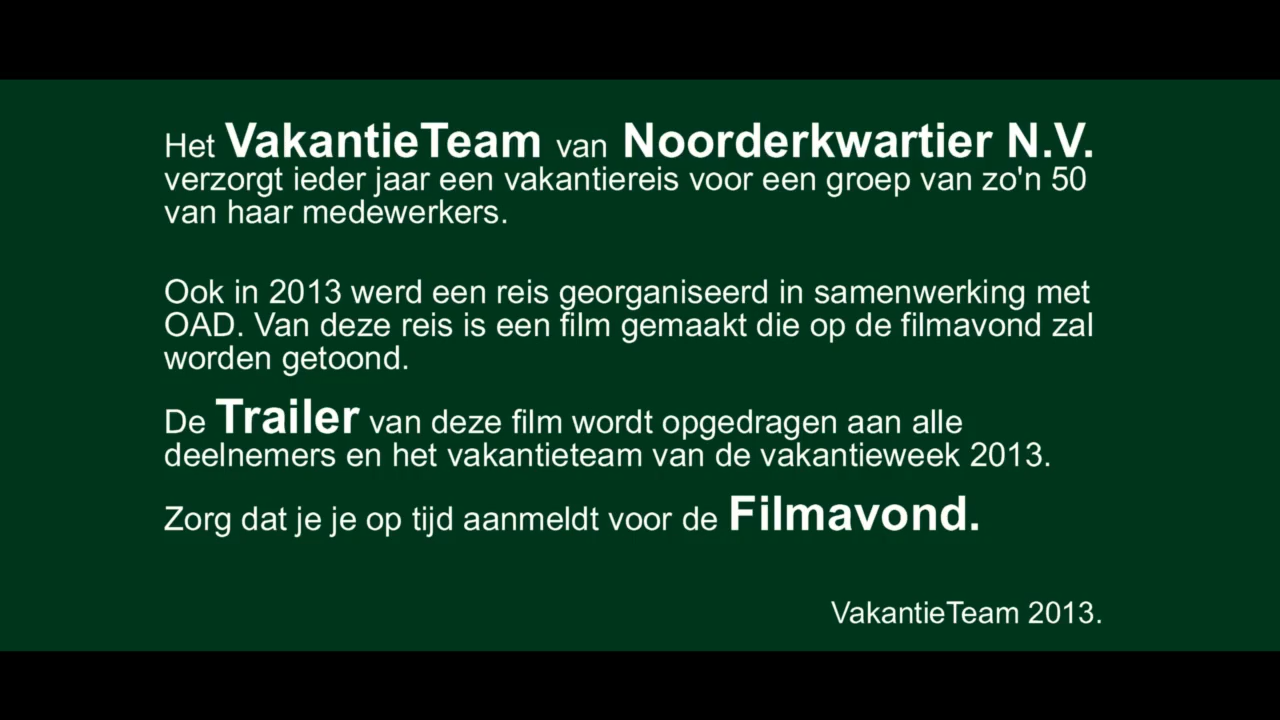 Het VakantieTeam van Noorderkwartier N.V.
verzorgt ieder jaar een vakantiereis voor een groep van zo'n 50
van haar medewerkers.
Ook in 2013 werd een reis georganiseerd in samenwerking met
OAD. Van deze reis is een film gemaakt die op de filmavond zal
worden getoond.
De Trailer van deze film wordt opgedragen aan alle
deelnemers en het vakantieteam van de vakantieweek 2013.
Zorg dat je je op tijd aanmeldt voor de Filmavond.
VakantieTeam 2013.